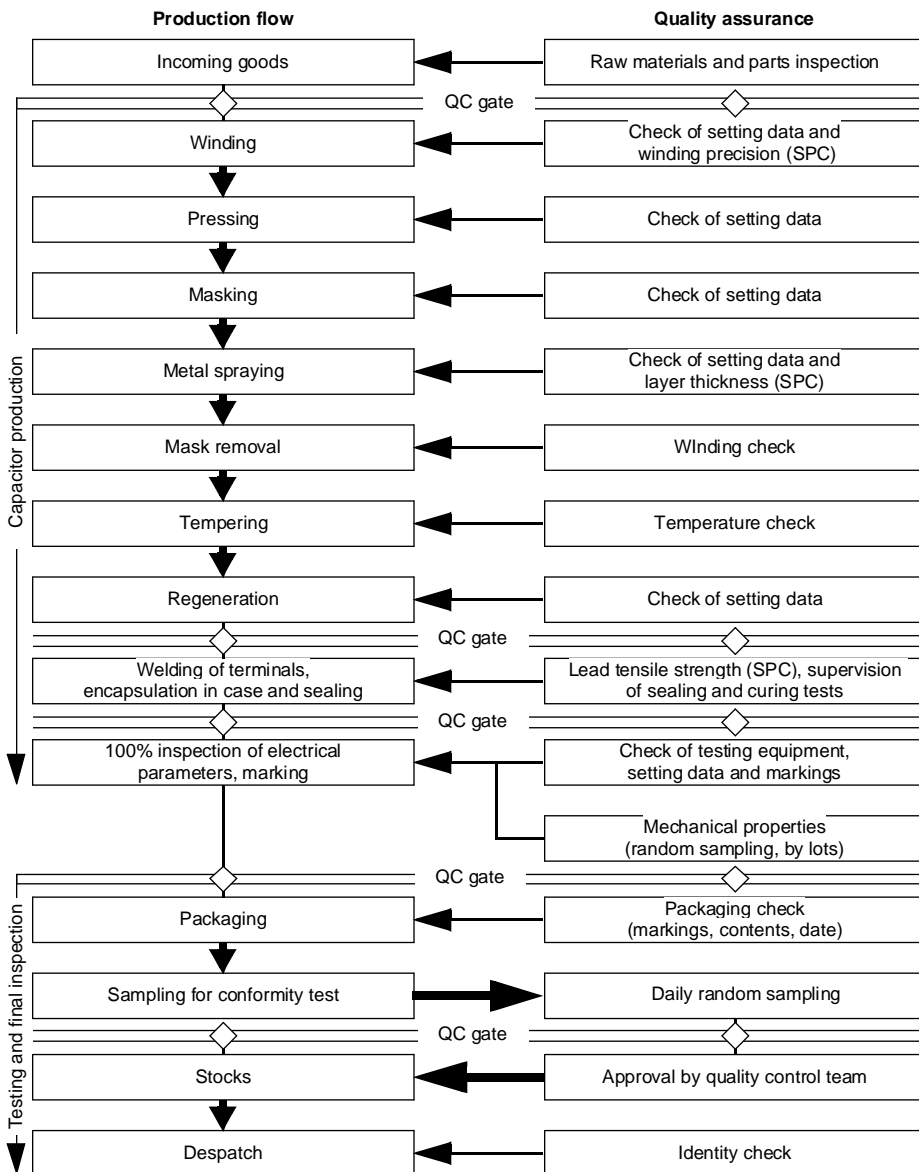 Production flow
Quality assurance
Incoming goods
Raw materials and parts inspection
QC gate
Winding
Check of setting data and
winding precision (SPC)
Pressing
Check of setting data
Masking
Check of setting data
Metal spraying
Check of setting data and
layer thickness (SPC)
Mask removal
WInding check
Tempering
Temperature check
Regeneration
Check of setting data
QC gate
Welding of terminals,
encapsulation in case and sealing
Lead tensile strength (SPC), supervision
of sealing and curing tests
QC gate
100% inspection of electrical
parameters, marking
Check of testing equipment,
setting data and markings
Mechanical properties
(random sampling, by lots)
Capacitor production
QC gate
Packaging
Packaging check
(markings, contents, date)
Sampling for conformity test
Daily random sampling
QC gate
Stocks
Approval by quality control team
Despatch
Identity check
Testing and final inspection